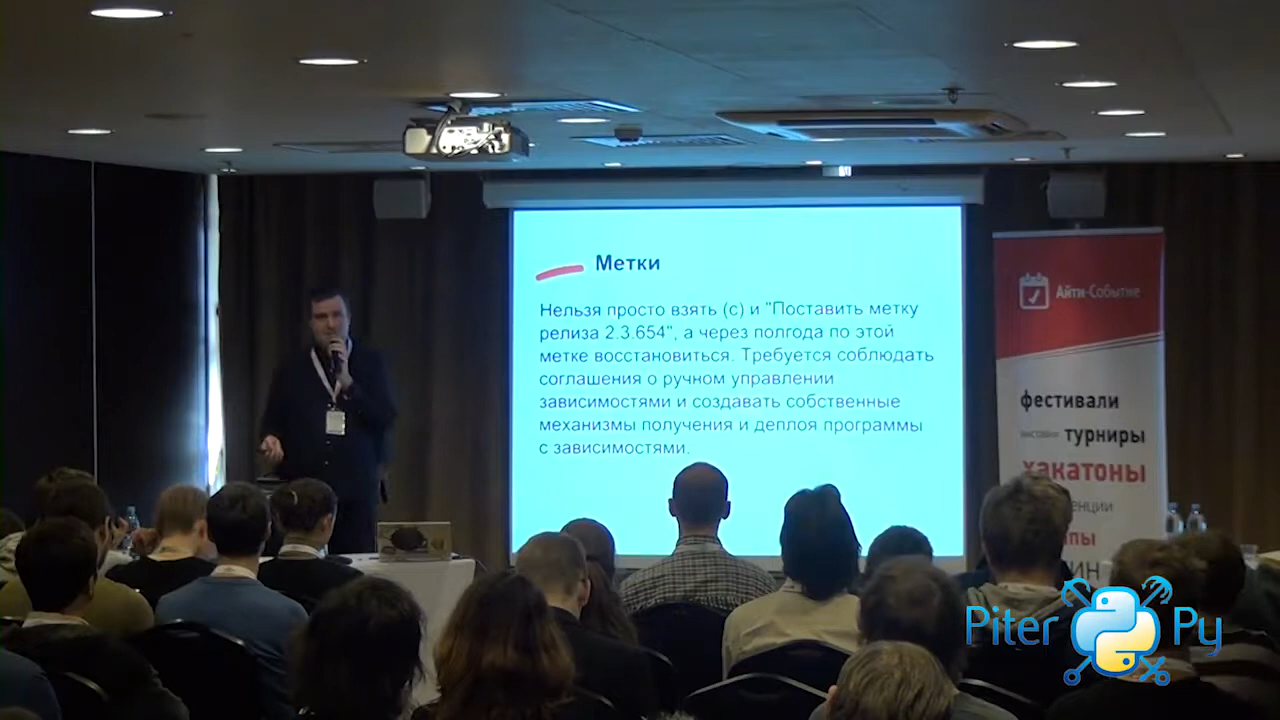 Метки
Нельзя просто взять (с) и "Поставить метку
релиза 2.3.654", а через полгода по этой
метке восстановиться. Требуется соблюдать
соглашения о ручном управлении
зависимостями и создавать собственные
механизмы получения и деплоя программы
с зависимостями.
Айти-Событие
фестивали
турниры
хакатоны
Piter Py